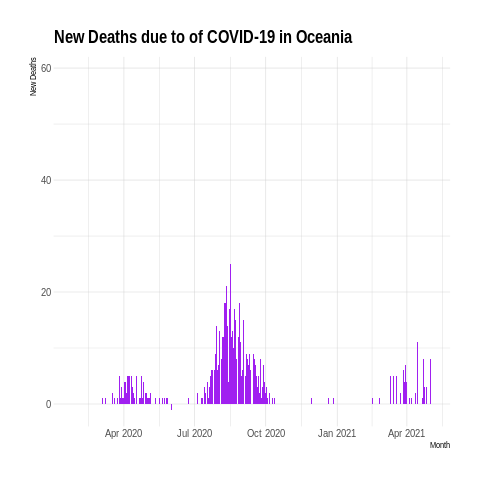 New Deaths due to of COVID-19 in Oceania
New Deaths
60
40
20
0
Apr 2020 Jul 2020 Oct 2020 Jan 2021 Apr 2021
Month